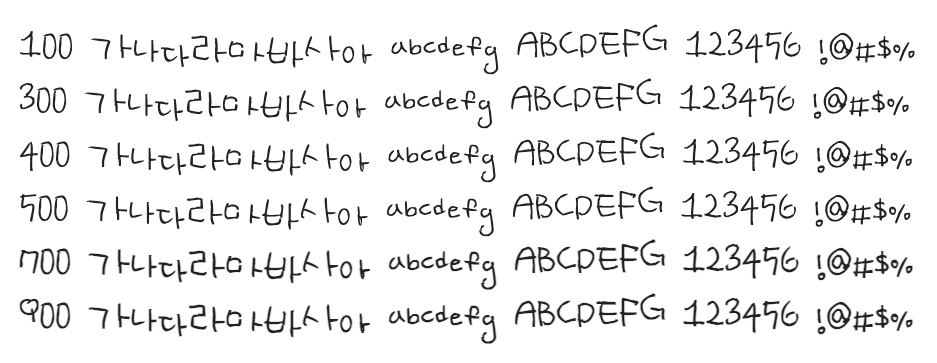 100 가나다라마바사아 abcdefg ABCDEFG 123456 !@#$%
300 가나다라마바사아 abcdefg ABCDEFG 123456 !@#$%
400 가나다라마바사아 abcdefg ABCDEFG 123456 !@#$%
500 가나다라마바사아 abcdefg ABCDEFG 123456 !@#$%
700 가나다라마바사아 abcdefg ABCDEFG 123456 !@#$%
900 가나다라마바사아 abcdefg ABCDEFG 123456 !@#$%